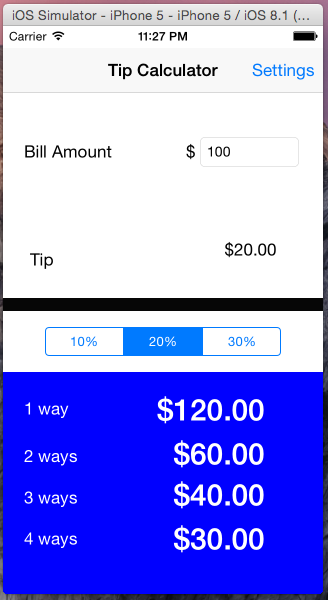 iOS Simulator - iPhone 5 - iPhone 5 / iOS 8.1 (...
Carrier 11:27 PM
Tip Calculator Settings
Bill Amount $ 100
Tip $20.00
10% 20% 30%
1 way $120.00
2 ways $60.00
3 ways $40.00
4 ways $30.00